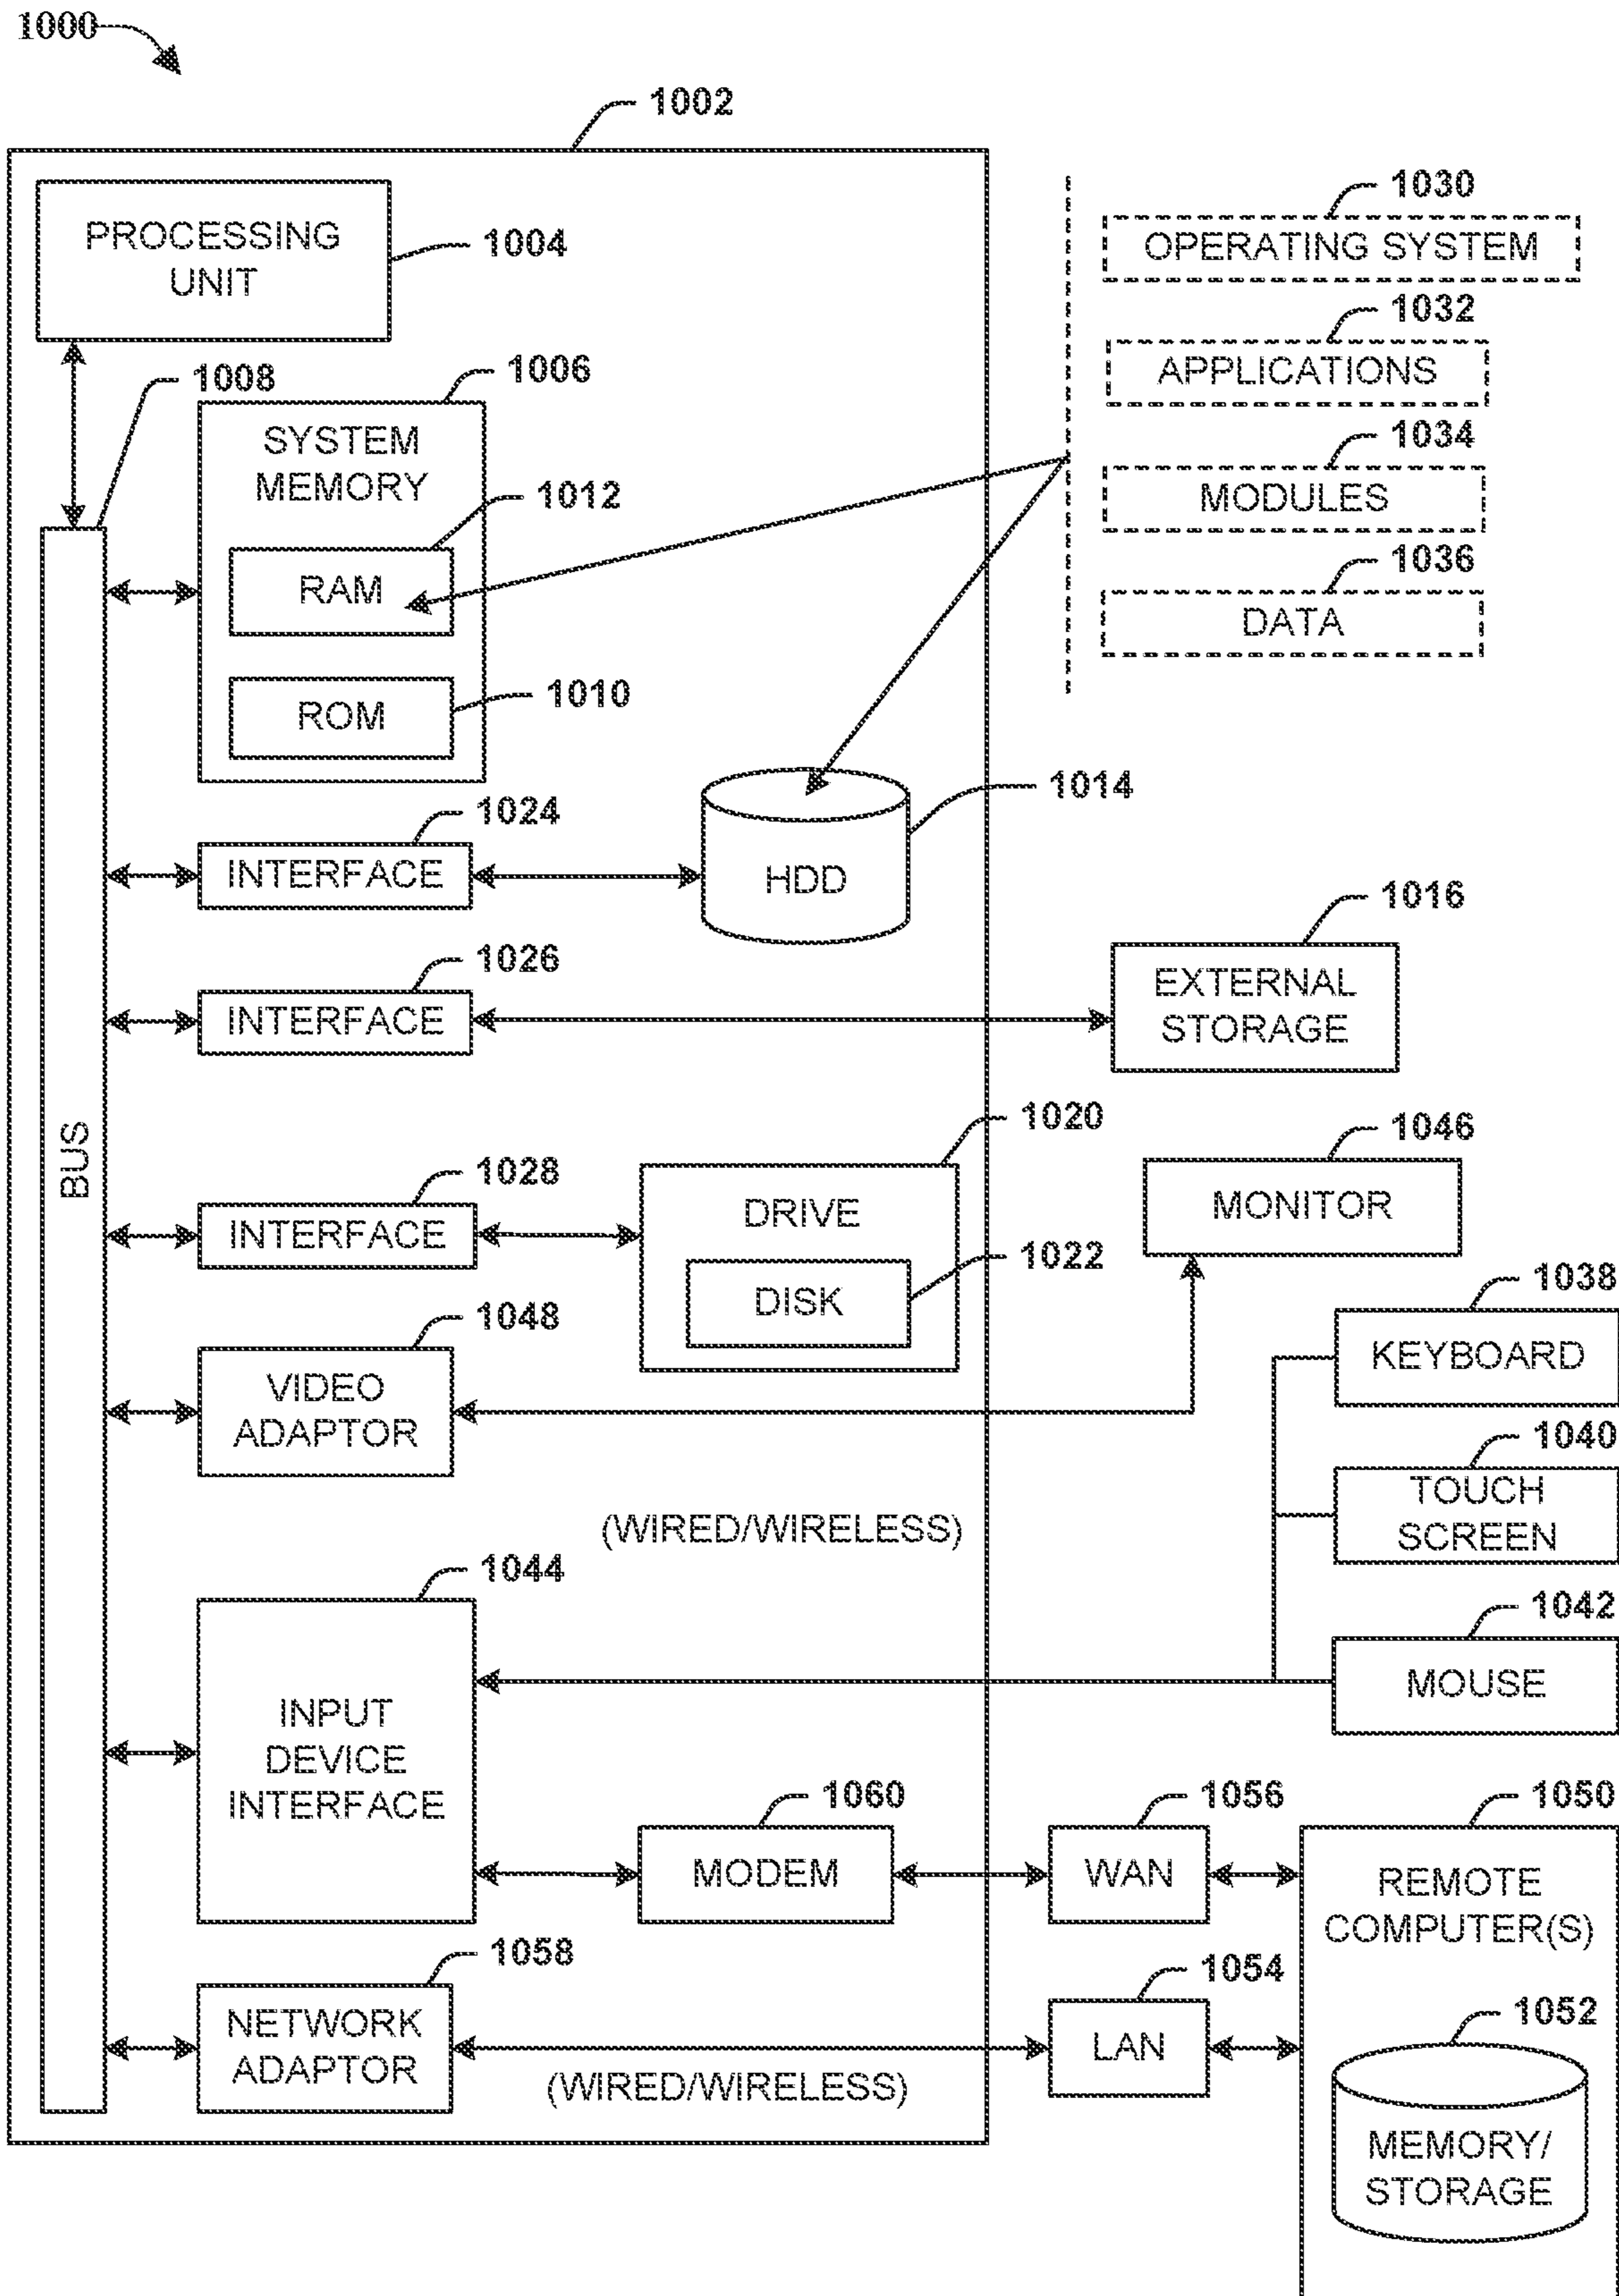 1000
1002
PROCESSING
UNIT
1004
1030
OPERATING SYSTEM
1032
APPLICATIONS
1034
MODULES
1036
DATA
1008
1006
SYSTEM
MEMORY
1012
RAM
1010
ROM
1014
HDD
1024
INTERFACE
1016
EXTERNAL
STORAGE
1026
INTERFACE
BUS
1020
DRIVE
1022
DISK
1028
INTERFACE
1046
MONITOR
1048
VIDEO
ADAPTOR
1038
KEYBOARD
1040
TOUCH
SCREEN
(WIRED/WIRELESS)
1042
MOUSE
1044
INPUT
DEVICE
INTERFACE
1060
MODEM
1056
WAN
1050
REMOTE
COMPUTER(S)
1058
NETWORK
ADAPTOR
(WIRED/WIRELESS)
1054
LAN
1052
MEMORY/
STORAGE